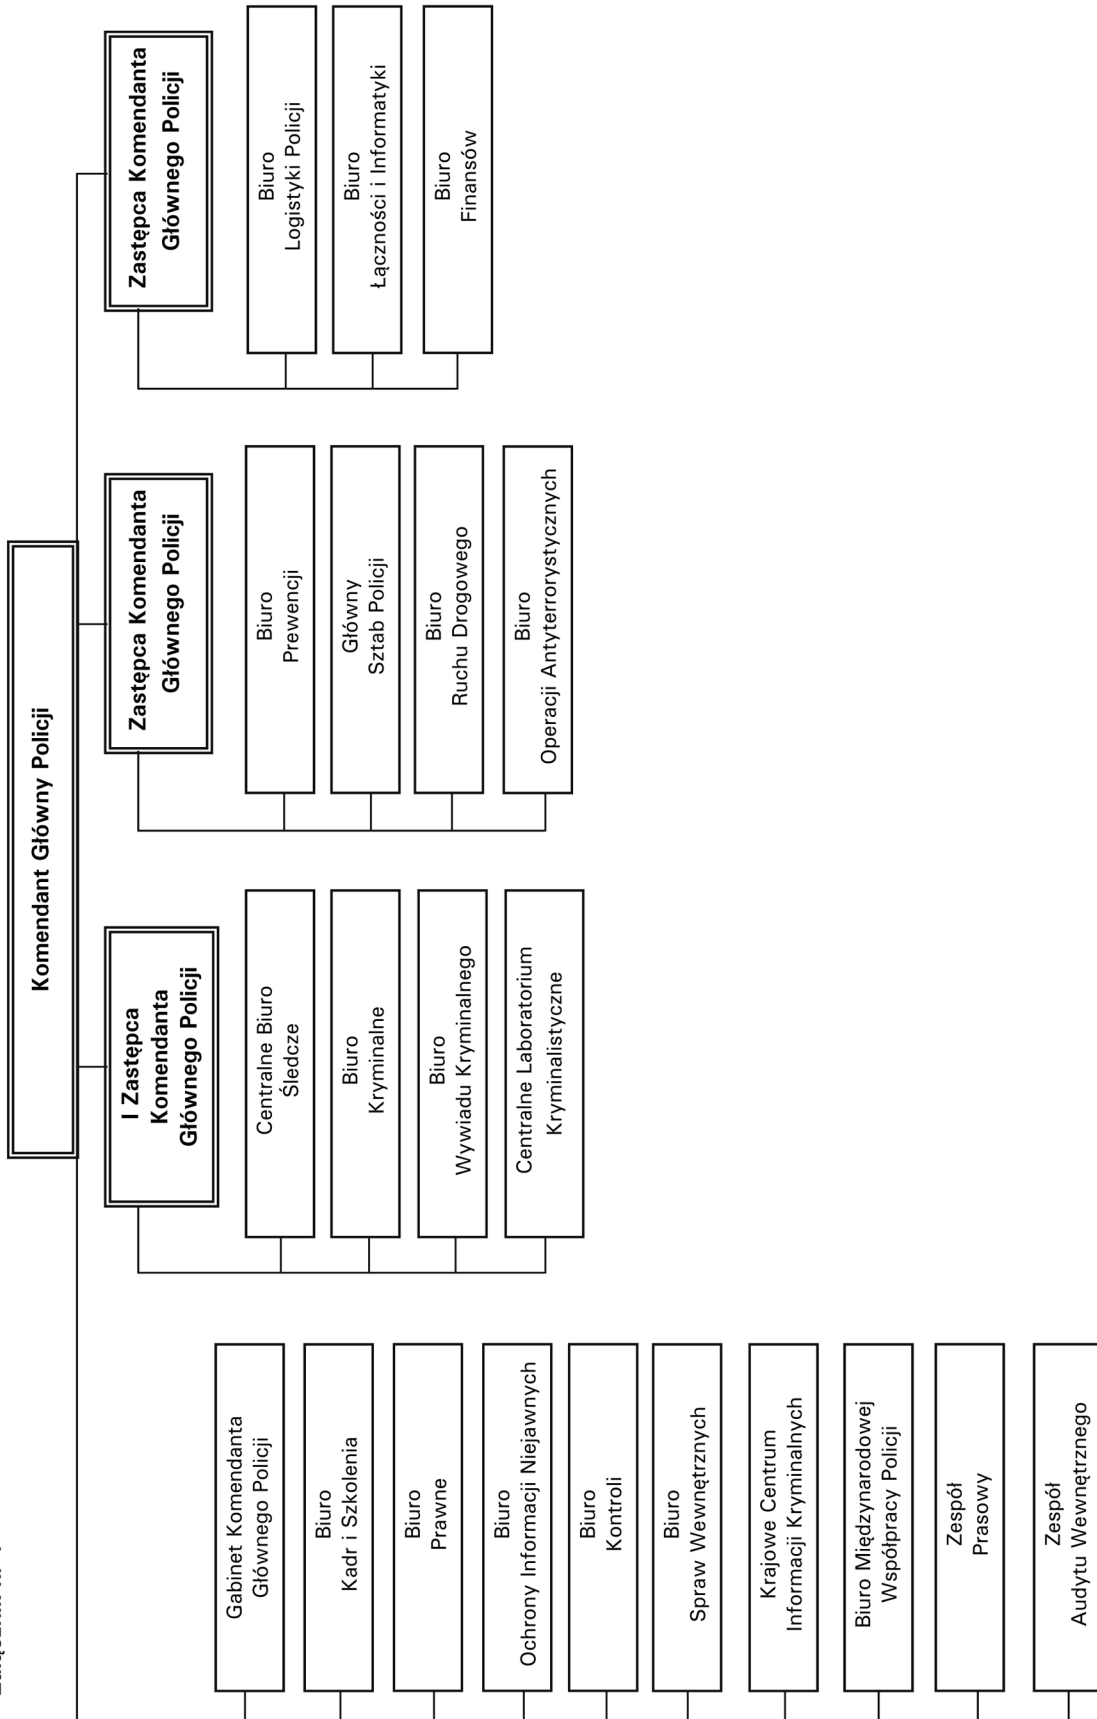 Komendant Główny Policji
I Zastępca
Komendanta
Głównego Policji
Zastępca Komendanta
Głównego Policji
Zastępca Komendanta
Głównego Policji
Gabinet Komendanta
Głównego Policji
Biuro
Kadr i Szkolenia
Biuro
Prawne
Biuro
Ochrony Informacji Niejawnych
Biuro
Kontroli
Biuro
Spraw Wewnętrznych
Krajowe Centrum
Informacji Kryminalnych
Biuro Międzynarodowej
Współpracy Policji
Zespół
Prasowy
Zespół
Audytu Wewnętrznego
Centralne Biuro
Śledcze
Biuro
Kryminalne
Biuro
Wywiadu Kryminalnego
Centralne Laboratorium
Kryminalistyczne
Biuro
Prewencji
Główny
Sztab Policji
Biuro
Ruchu Drogowego
Biuro
Operacji Antyterrorystycznych
Biuro
Logistyki Policji
Biuro
Łączności i Informatyki
Biuro
Finansów